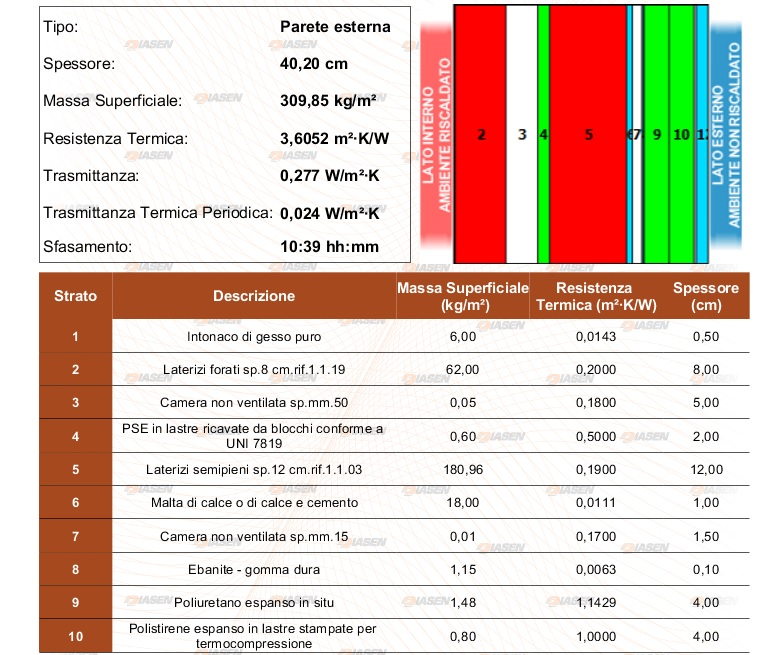 Tipo: Parete esterna
Spessore: 40,20 cm
Massa Superficiale: 309,85 kg/m²
Resistenza Termica: 3,6052 m²·K/W
Trasmittanza: 0,277 W/m²·K
Trasmittanza Termica Periodica: 0,024 W/m²·K
Sfasamento: 10:39 hh:mm
LATO INTERNO
AMBIENTE RISCALDATO
2 3 4 5 6 7 9 10
LATO ESTERNO
AMBIENTE NON RISCALDATO
Strato Descrizione Massa Superficiale (kg/m²) Resistenza Termica (m²·K/W) Spessore (cm)
1 Intonaco di gesso puro 6,00 0,0143 0,50
2 Laterizi forati sp.8 cm.rif.1.1.19 62,00 0,2000 8,00
3 Camera non ventilata sp.mm.50 0,05 0,1800 5,00
4 PSE in lastre ricavate da blocchi conforme a UNI 7819 0,60 0,5000 2,00
5 Laterizi semipieni sp.12 cm.rif.1.1.03 180,96 0,1900 12,00
6 Malta di calce o di calce e cemento 18,00 0,0111 1,00
7 Camera non ventilata sp.mm.15 0,01 0,1700 1,50
8 Ebanite - gomma dura 1,15 0,0063 0,10
9 Poliuretano espanso in situ 1,48 1,1429 4,00
10 Polistirene espanso in lastre stampate per termocompressione 0,80 1,0000 4,00